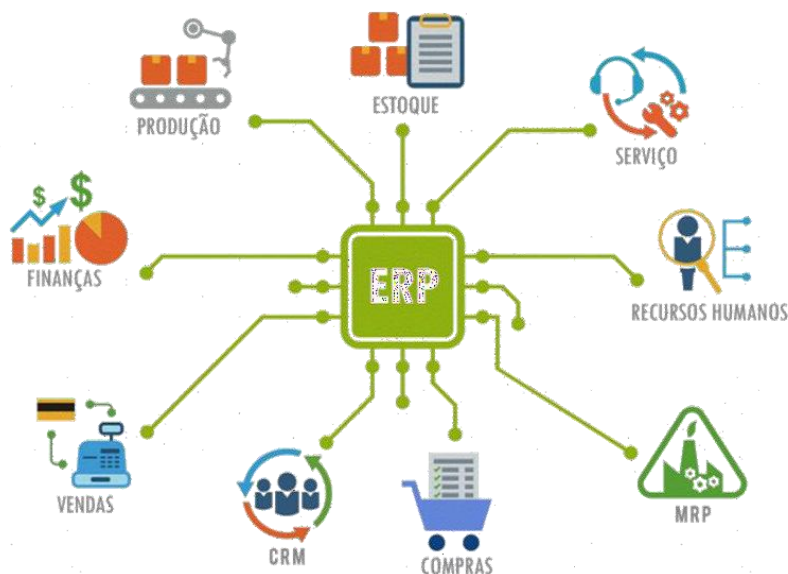 ESTOQUE
PRODUÇÃO
SERVIÇO
FINANÇAS
ERP
RECURSOS HUMANOS
VENDAS
CRM
COMPRAS
MRP
$
$